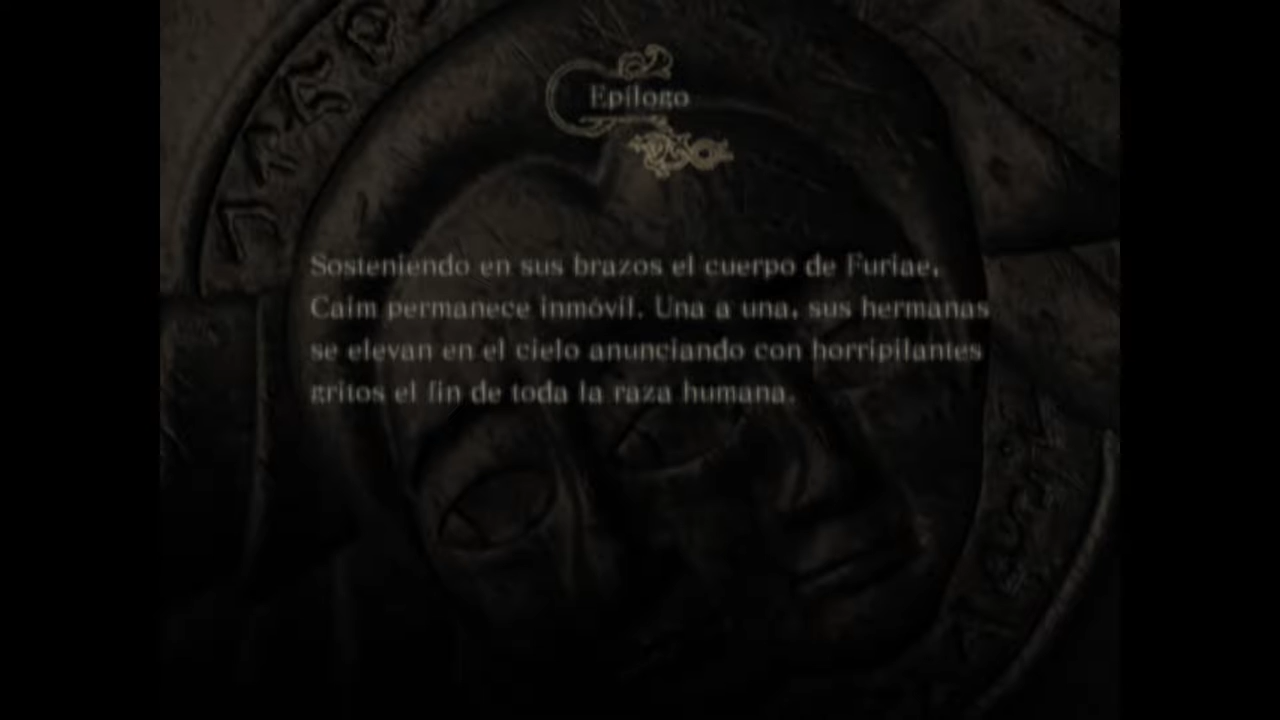 Epílogo
Sosteniendo en sus brazos el cuerpo de Furiae,
Caim permanece inmóvil. Una a una, sus hermanas
se elevan en el cielo anunciando con horripilantes
gritos el fin de toda la raza humana.